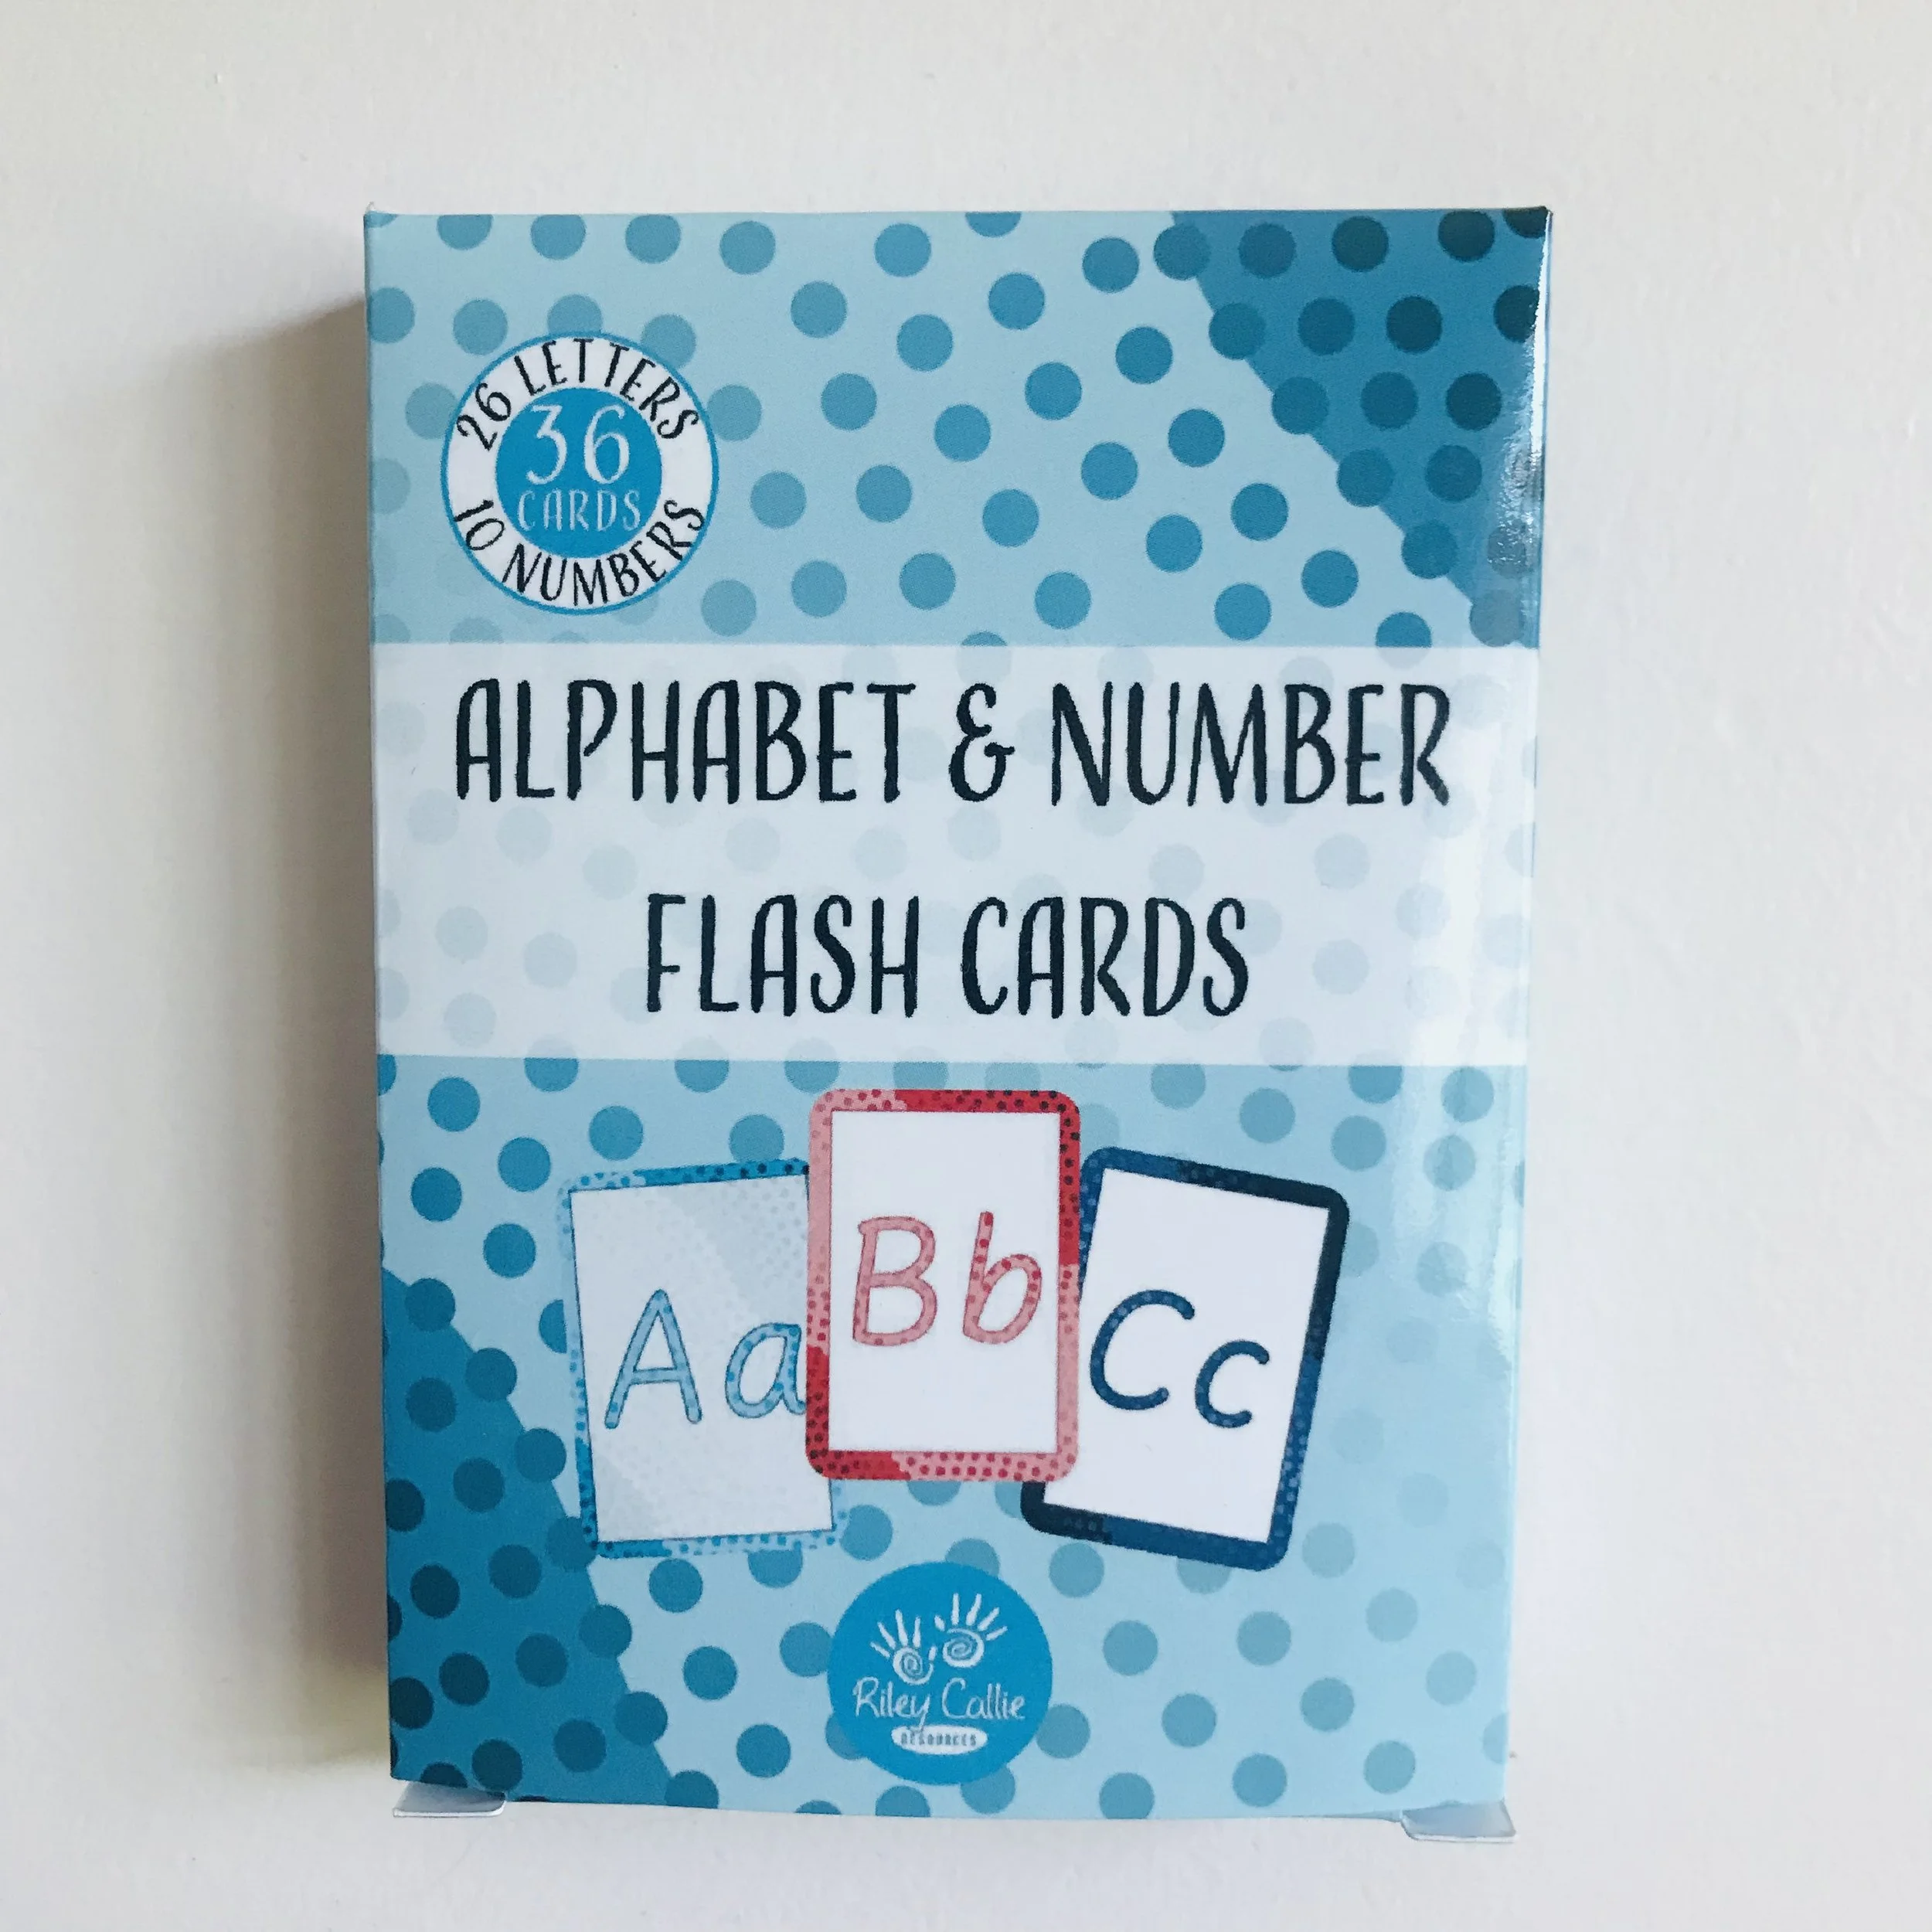 26 LETTERS
36
CARDS
10 NUMBERS
ALPHABET & NUMBER
FLASH CARDS
Aa
Bb
Cc
Riley Callie
RESOURCES